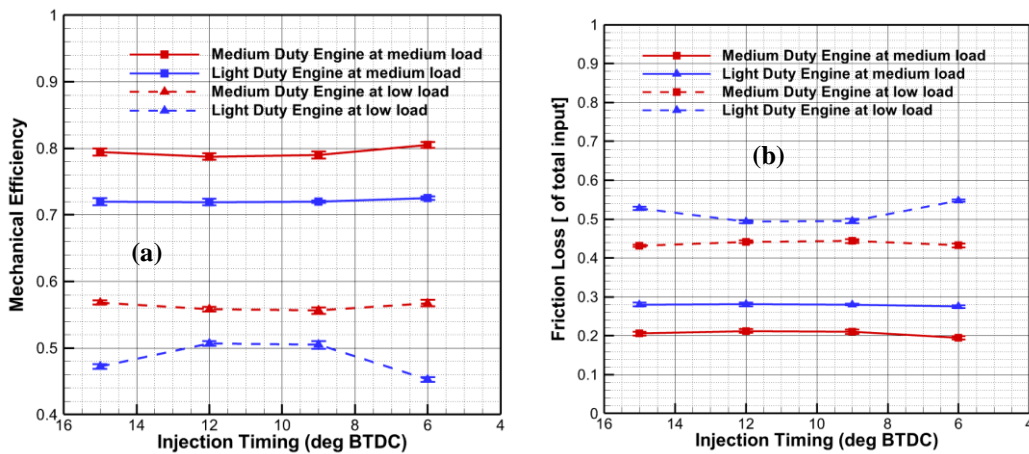 1
0.9
0.8
0.7
0.6
0.5
0.4
Mechanical Efficiency
Medium Duty Engine at medium load
Light Duty Engine at medium load
Medium Duty Engine at low load
Light Duty Engine at low load
(a)
16 14 12 10 8 6 4
Injection Timing (deg BTDC)
1
0.9
0.8
0.7
0.6
0.5
0.4
0.3
0.2
0.1
0
Friction Loss [ of total input]
Medium Duty Engine at medium load
Light Duty Engine at medium load
Medium Duty Engine at low load
Light Duty Engine at low load
(b)
16 14 12 10 8 6 4
Injection Timing (deg BTDC)